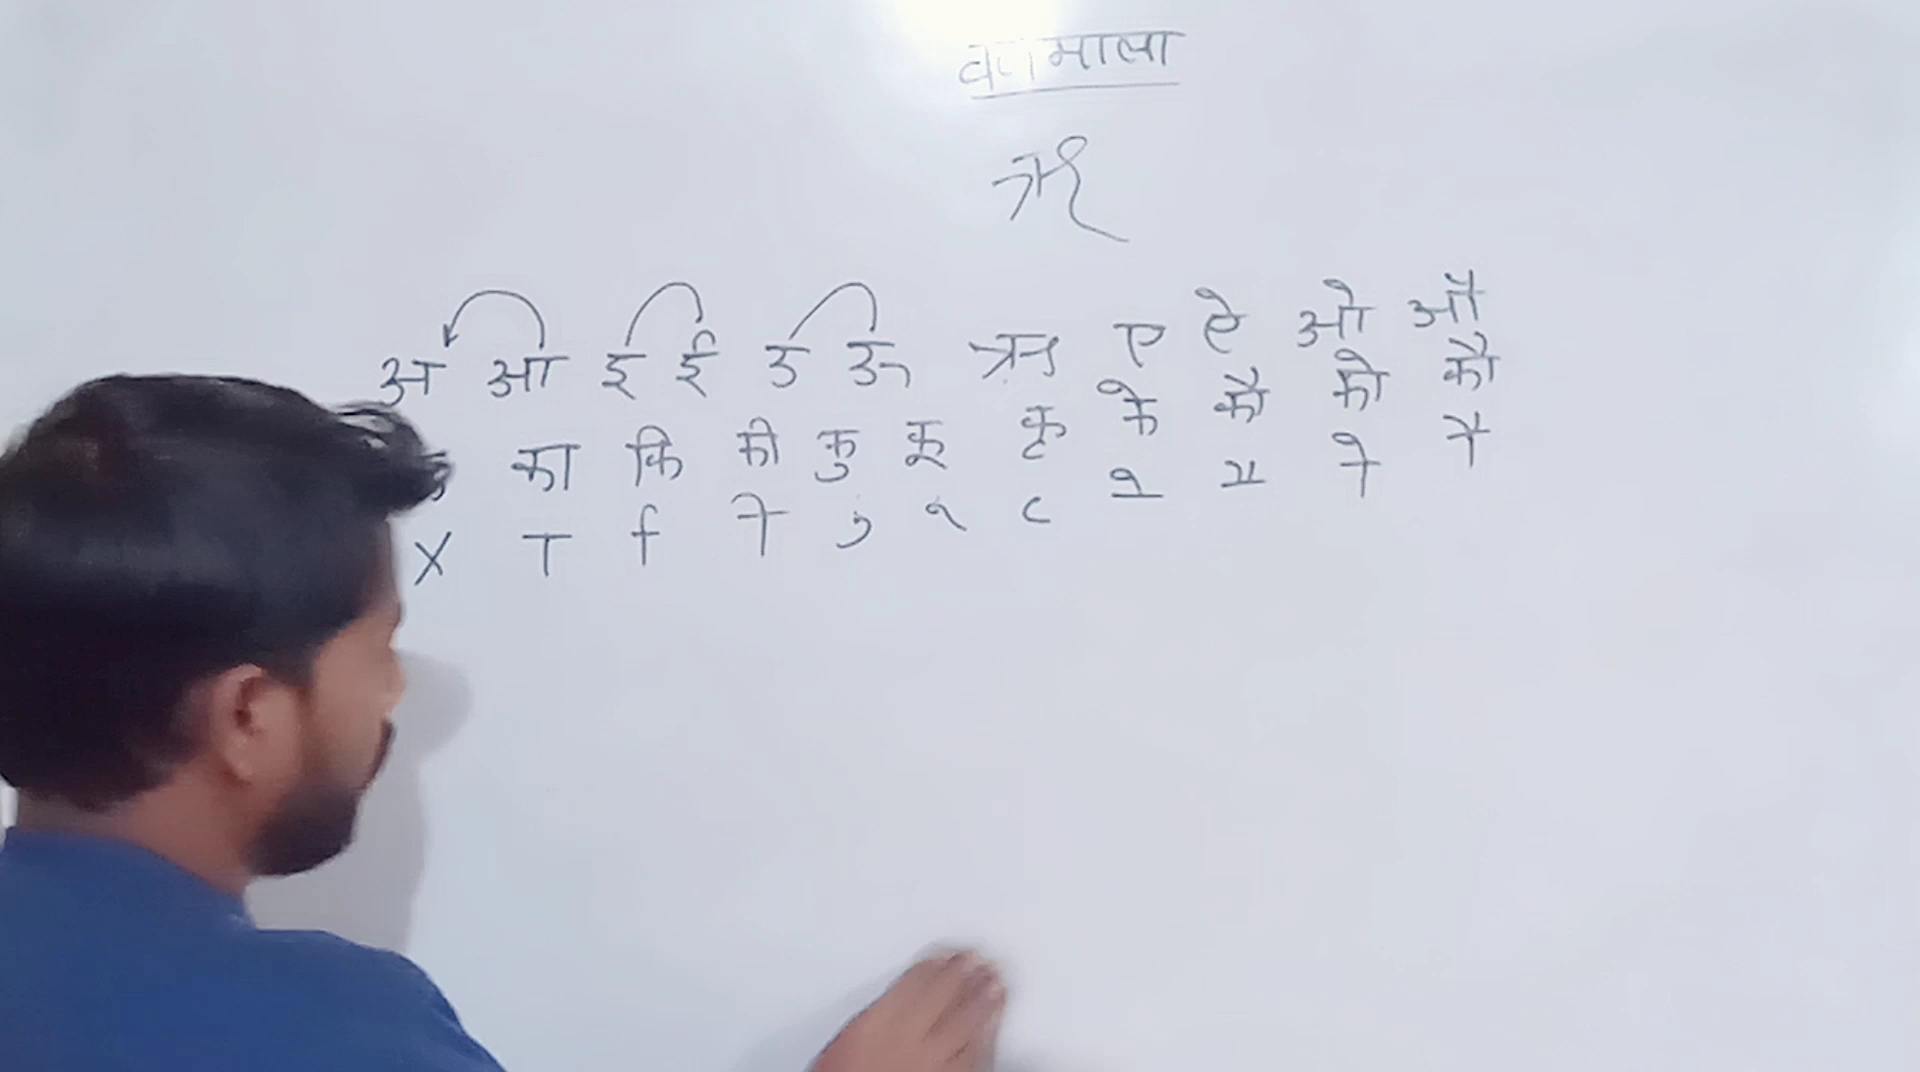 वर्णमाला
ऋ
अ आ इ ई उ ऊ ऋ ए ऐ ओ औ
का कि की कु कू कृ के कै को कौ
X ा ि ी ु ू ृ े ै ो ौ